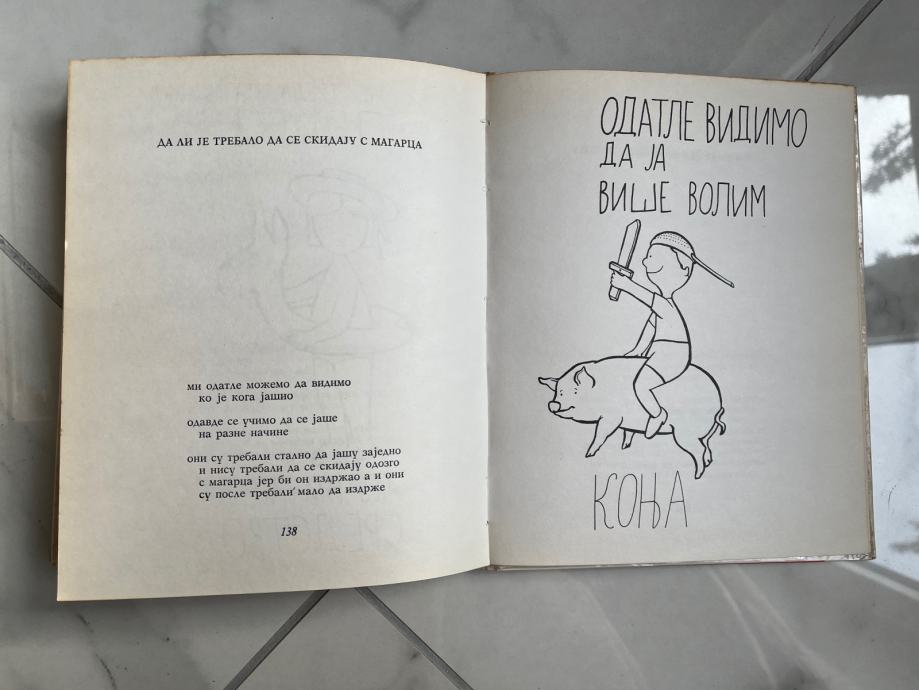 ДА ЛИ ЈЕ ТРЕБАЛО ДА СЕ СКИДАЈУ С МАГАРЦА
ми одатле можемо да видимо
ко је кога јашио
одавде се учимо да се јаше
на разне начине
они су требали стално да јашу заједно
и нису требали да се скидају одозго
с магарца јер би он издржао а и они
су после требали мало да издрже
138
ОДАТЛЕ ВИДИМО
ДА ЈА
ВИШЕ ВОЛИМ
КОЊА